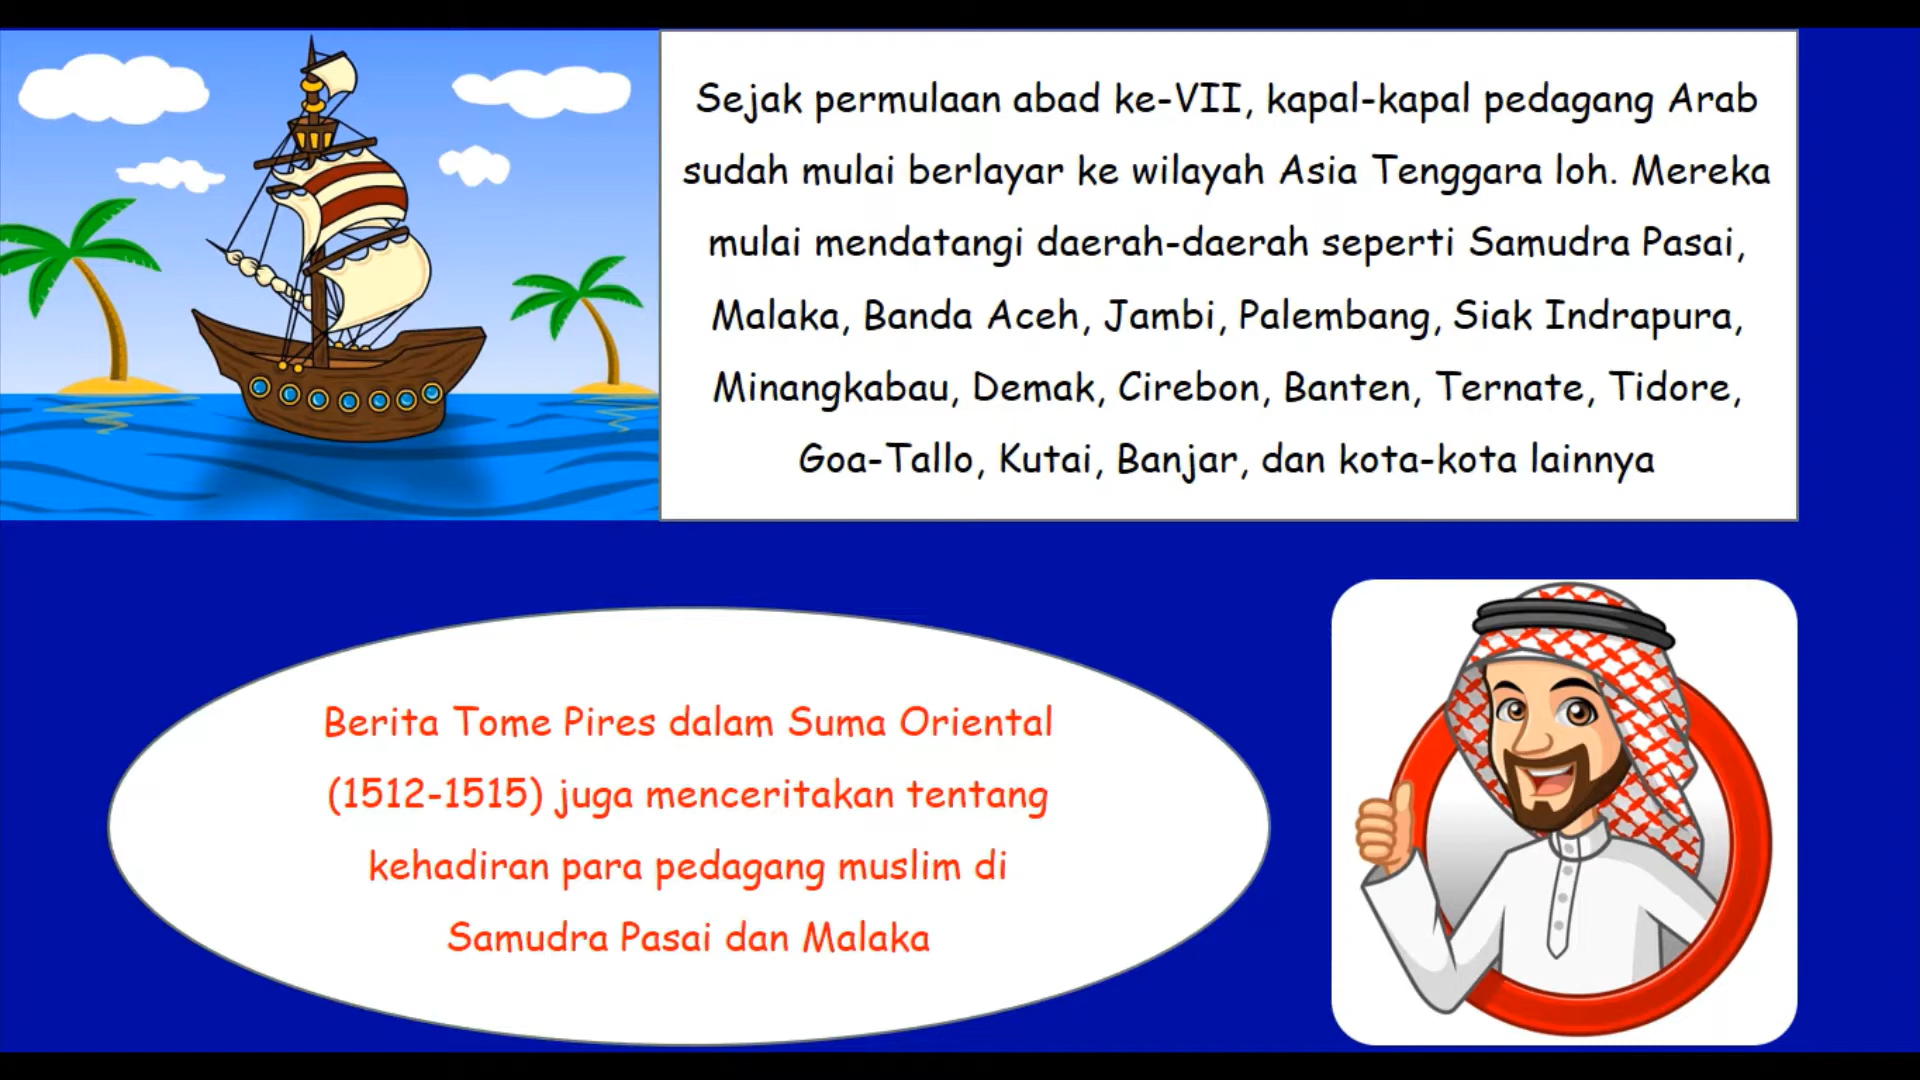 Sejak permulaan abad ke-VII, kapal-kapal pedagang Arab
sudah mulai berlayar ke wilayah Asia Tenggara loh. Mereka
mulai mendatangi daerah-daerah seperti Samudra Pasai,
Malaka, Banda Aceh, Jambi, Palembang, Siak Indrapura,
Minangkabau, Demak, Cirebon, Banten, Ternate, Tidore,
Goa-Tallo, Kutai, Banjar, dan kota-kota lainnya
Berita Tome Pires dalam Suma Oriental
(1512-1515) juga menceritakan tentang
kehadiran para pedagang muslim di
Samudra Pasai dan Malaka